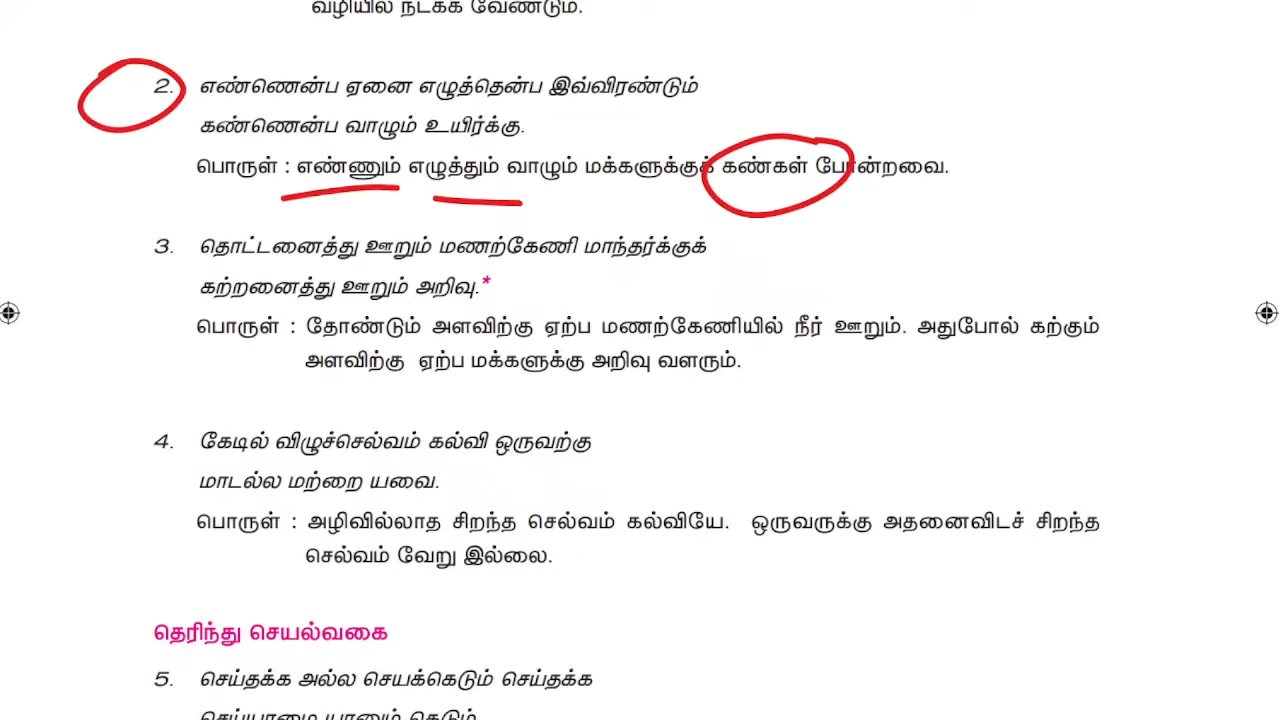 வழியில் நடக்க வேண்டும்.
2. எண்ணென்ப ஏனை எழுத்தென்ப இவ்விரண்டும்
கண்ணென்ப வாழும் உயிர்க்கு.
பொருள் : எண்ணும் எழுத்தும் வாழும் மக்களுக்குக் கண்கள் போன்றவை.
3. தொட்டனைத்து ஊறும் மணற்கேணி மாந்தர்க்குக்
கற்றனைத்து ஊறும் அறிவு.*
பொருள் : தோண்டும் அளவிற்கு ஏற்ப மணற்கேணியில் நீர் ஊறும். அதுபோல் கற்கும்
அளவிற்கு ஏற்ப மக்களுக்கு அறிவு வளரும்.
4. கேடில் விழுச்செல்வம் கல்வி ஒருவற்கு
மாடல்ல மற்றை யவை.
பொருள் : அழிவில்லாத சிறந்த செல்வம் கல்வியே. ஒருவருக்கு அதனைவிடச் சிறந்த
செல்வம் வேறு இல்லை.
தெரிந்து செயல்வகை
5. செய்தக்க அல்ல செயக்கெடும் செய்தக்க
செய்யாமை யானும் கெடும்